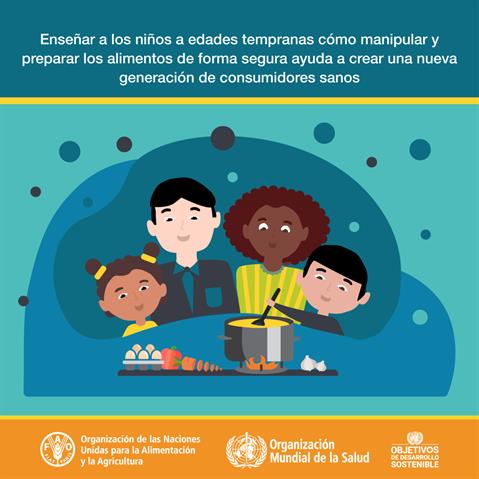 Enseñar a los niños a edades tempranas cómo manipular y
preparar los alimentos de forma segura ayuda a crear una nueva
generación de consumidores sanos
Organización de las Naciones
Unidas para la Alimentación
y la Agricultura
Organización
Mundial de la Salud
OBJETIVOS
DE DESARROLLO
SOSTENIBLE